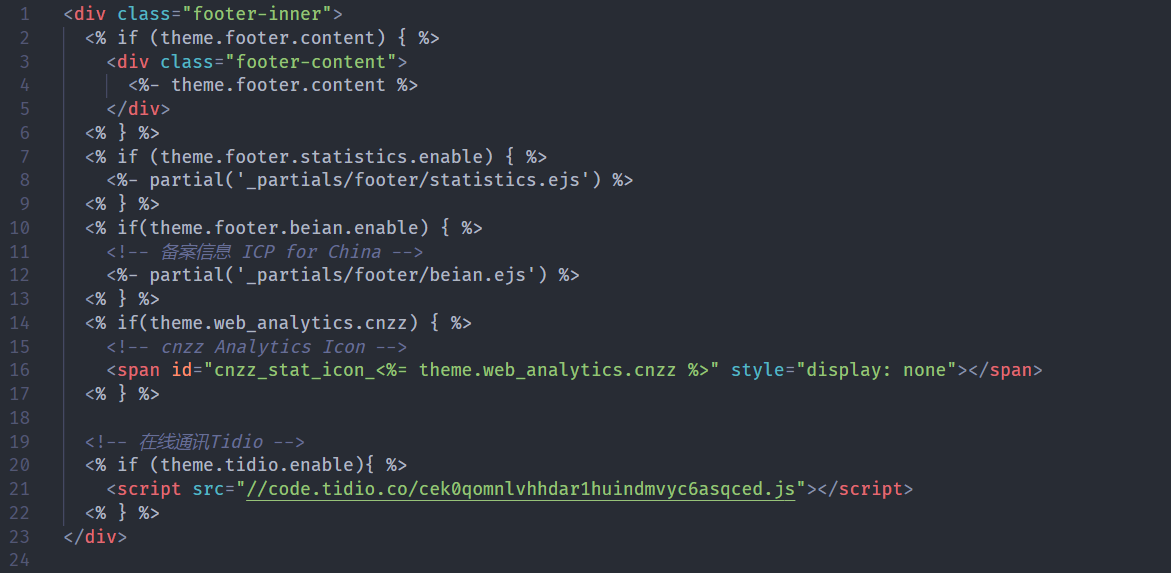 1 <div class="footer-inner">
2 <% if (theme.footer.content) { %>
3 <div class="footer-content">
4 <%- theme.footer.content %>
5 </div>
6 <% } %>
7 <% if (theme.footer.statistics.enable) { %>
8 <%- partial('_partials/footer/statistics.ejs') %>
9 <% } %>
10 <% if(theme.footer.beian.enable) { %>
11 <!-- 备案信息 ICP for China -->
12 <%- partial('_partials/footer/beian.ejs') %>
13 <% } %>
14 <% if(theme.web_analytics.cnzz) { %>
15 <!-- cnzz Analytics Icon -->
16 <span id="cnzz_stat_icon_<%= theme.web_analytics.cnzz %>" style="display: none"></span>
17 <% } %>
18
19 <!-- 在线通讯Tidio -->
20 <% if (theme.tidio.enable){ %>
21 <script src="//code.tidio.co/cek0qomnlvhhdar1huindmvyc6asqced.js"></script>
22 <% } %>
23 </div>
24